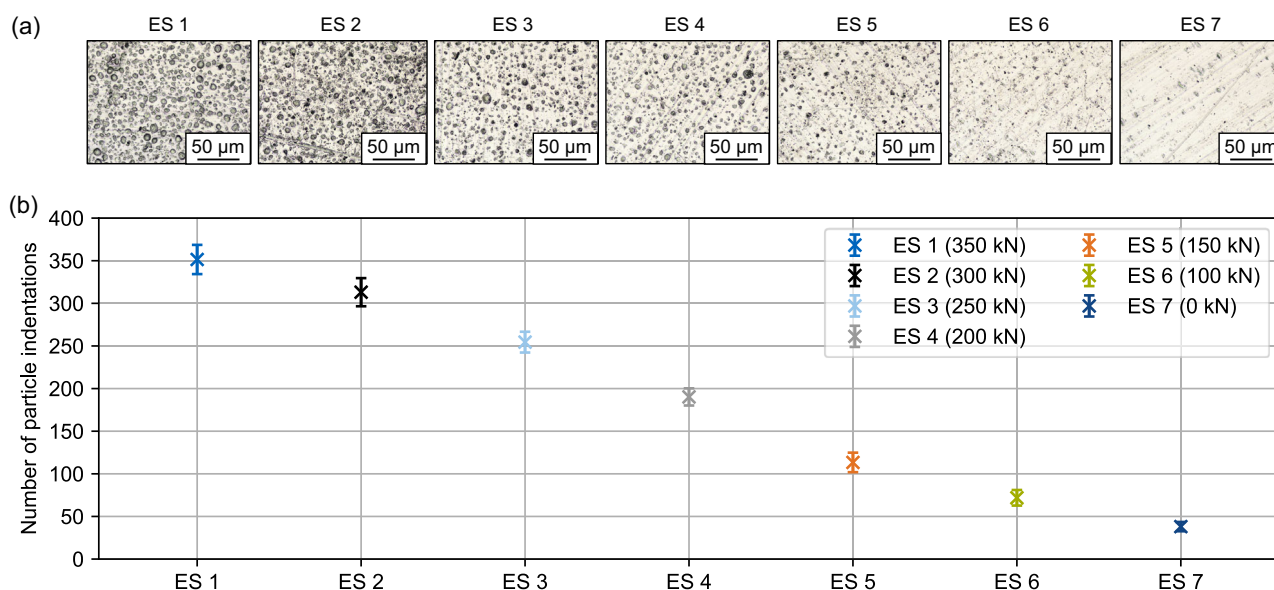 (a)
ES 1 ES 2 ES 3 ES 4 ES 5 ES 6 ES 7
50 µm 50 µm 50 µm 50 µm 50 µm 50 µm 50 µm
(b)
Number of particle indentations
400
350
300
250
200
150
100
50
0
ES 1 (350 kN)
ES 2 (300 kN)
ES 3 (250 kN)
ES 4 (200 kN)
ES 5 (150 kN)
ES 6 (100 kN)
ES 7 (0 kN)
ES 1 ES 2 ES 3 ES 4 ES 5 ES 6 ES 7